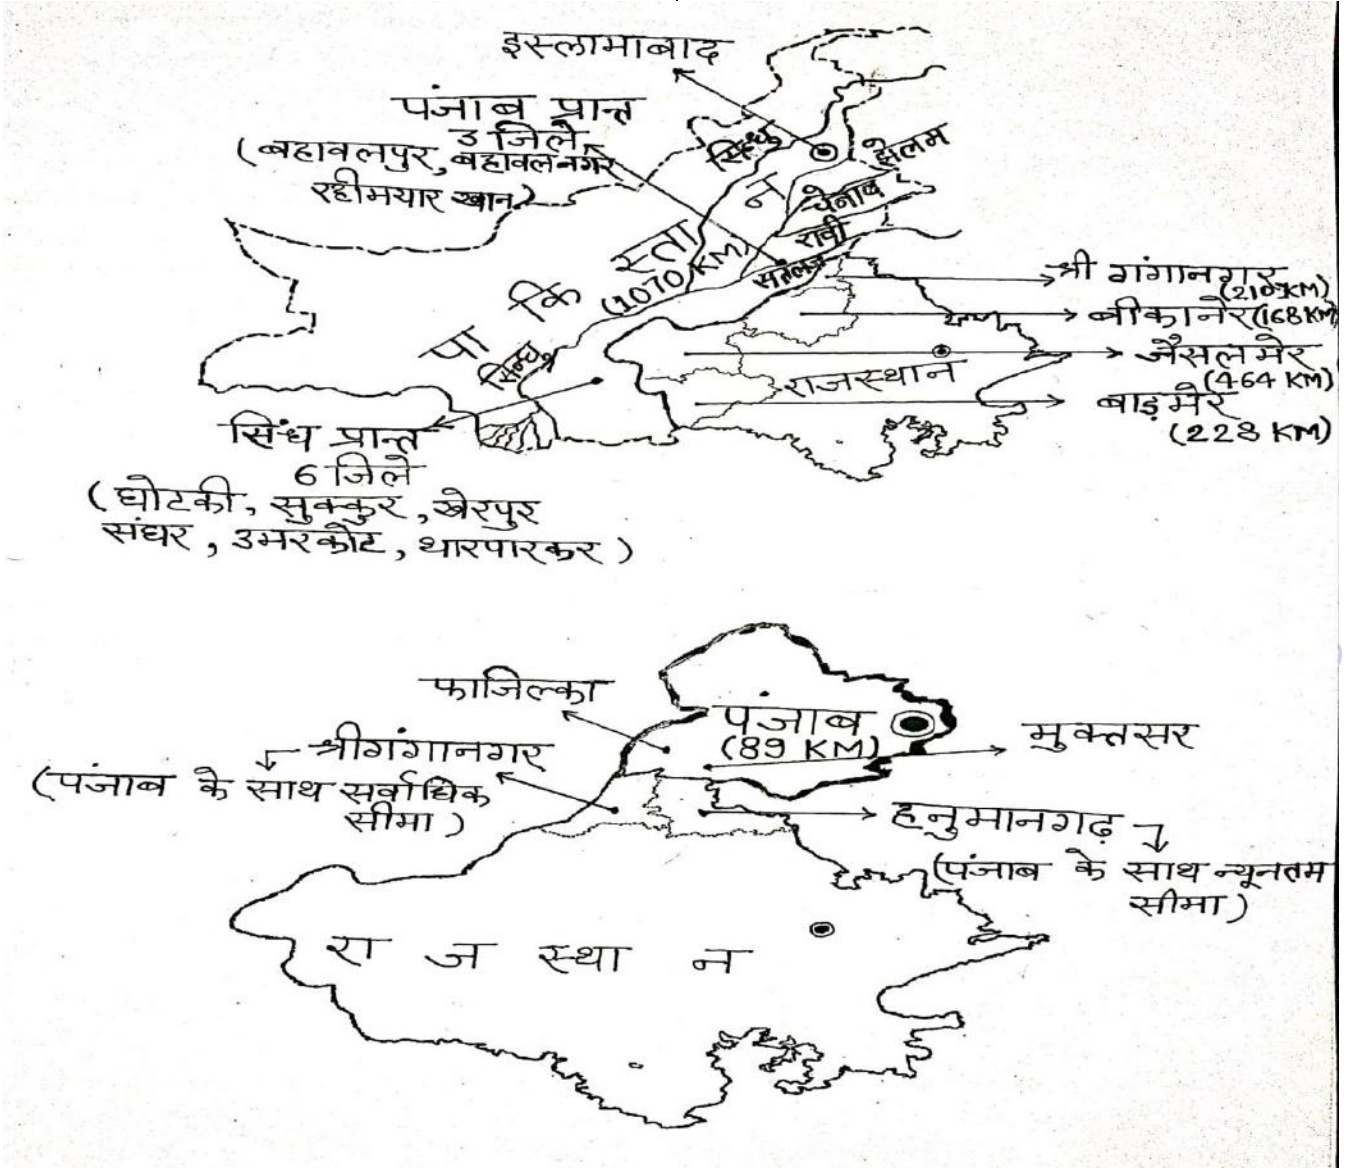 इस्लामाबाद
पंजाब प्रान्त
3 जिले
(बहावलपुर, बहावलनगर
रहीमयार खान)
सिन्धु
झेलम
चेनाब
रावी
सतलज
पा कि स्ता न
(1070 KM)
सिन्धु
श्री गंगानगर
(210 KM)
बीकानेर (168 KM)
जैसलमेर
(464 KM)
राजस्थान
बाड़मेर
(228 KM)
सिंध प्रान्त
6 जिले
(घोटकी, सुक्कुर, खेरपुर
संघर, उमरकोट, थारपारकर)
फाजिल्का
पंजाब
(89 KM)
मुक्तसर
श्रीगंगानगर
(पंजाब के साथ सर्वाधिक
सीमा)
हनुमानगढ़
(पंजाब के साथ न्यूनतम
सीमा)
रा ज स्था न